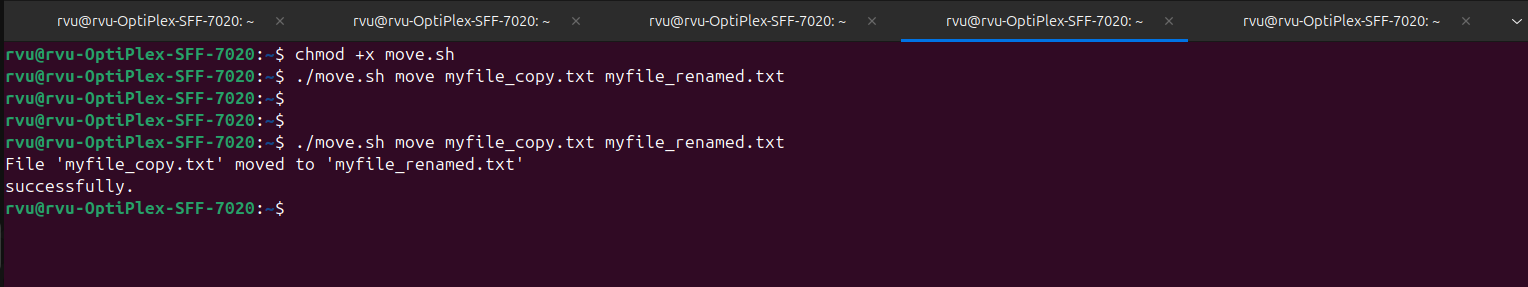 rvu@rvu-OptiPlex-SFF-7020: ~ × rvu@rvu-OptiPlex-SFF-7020: ~ × rvu@rvu-OptiPlex-SFF-7020: ~ × rvu@rvu-OptiPlex-SFF-7020: ~ × rvu@rvu-OptiPlex-SFF-7020: ~ ×
rvu@rvu-OptiPlex-SFF-7020:~$ chmod +x move.sh
rvu@rvu-OptiPlex-SFF-7020:~$ ./move.sh move myfile_copy.txt myfile_renamed.txt
rvu@rvu-OptiPlex-SFF-7020:~$
rvu@rvu-OptiPlex-SFF-7020:~$
rvu@rvu-OptiPlex-SFF-7020:~$ ./move.sh move myfile_copy.txt myfile_renamed.txt
File 'myfile_copy.txt' moved to 'myfile_renamed.txt'
successfully.
rvu@rvu-OptiPlex-SFF-7020:~$